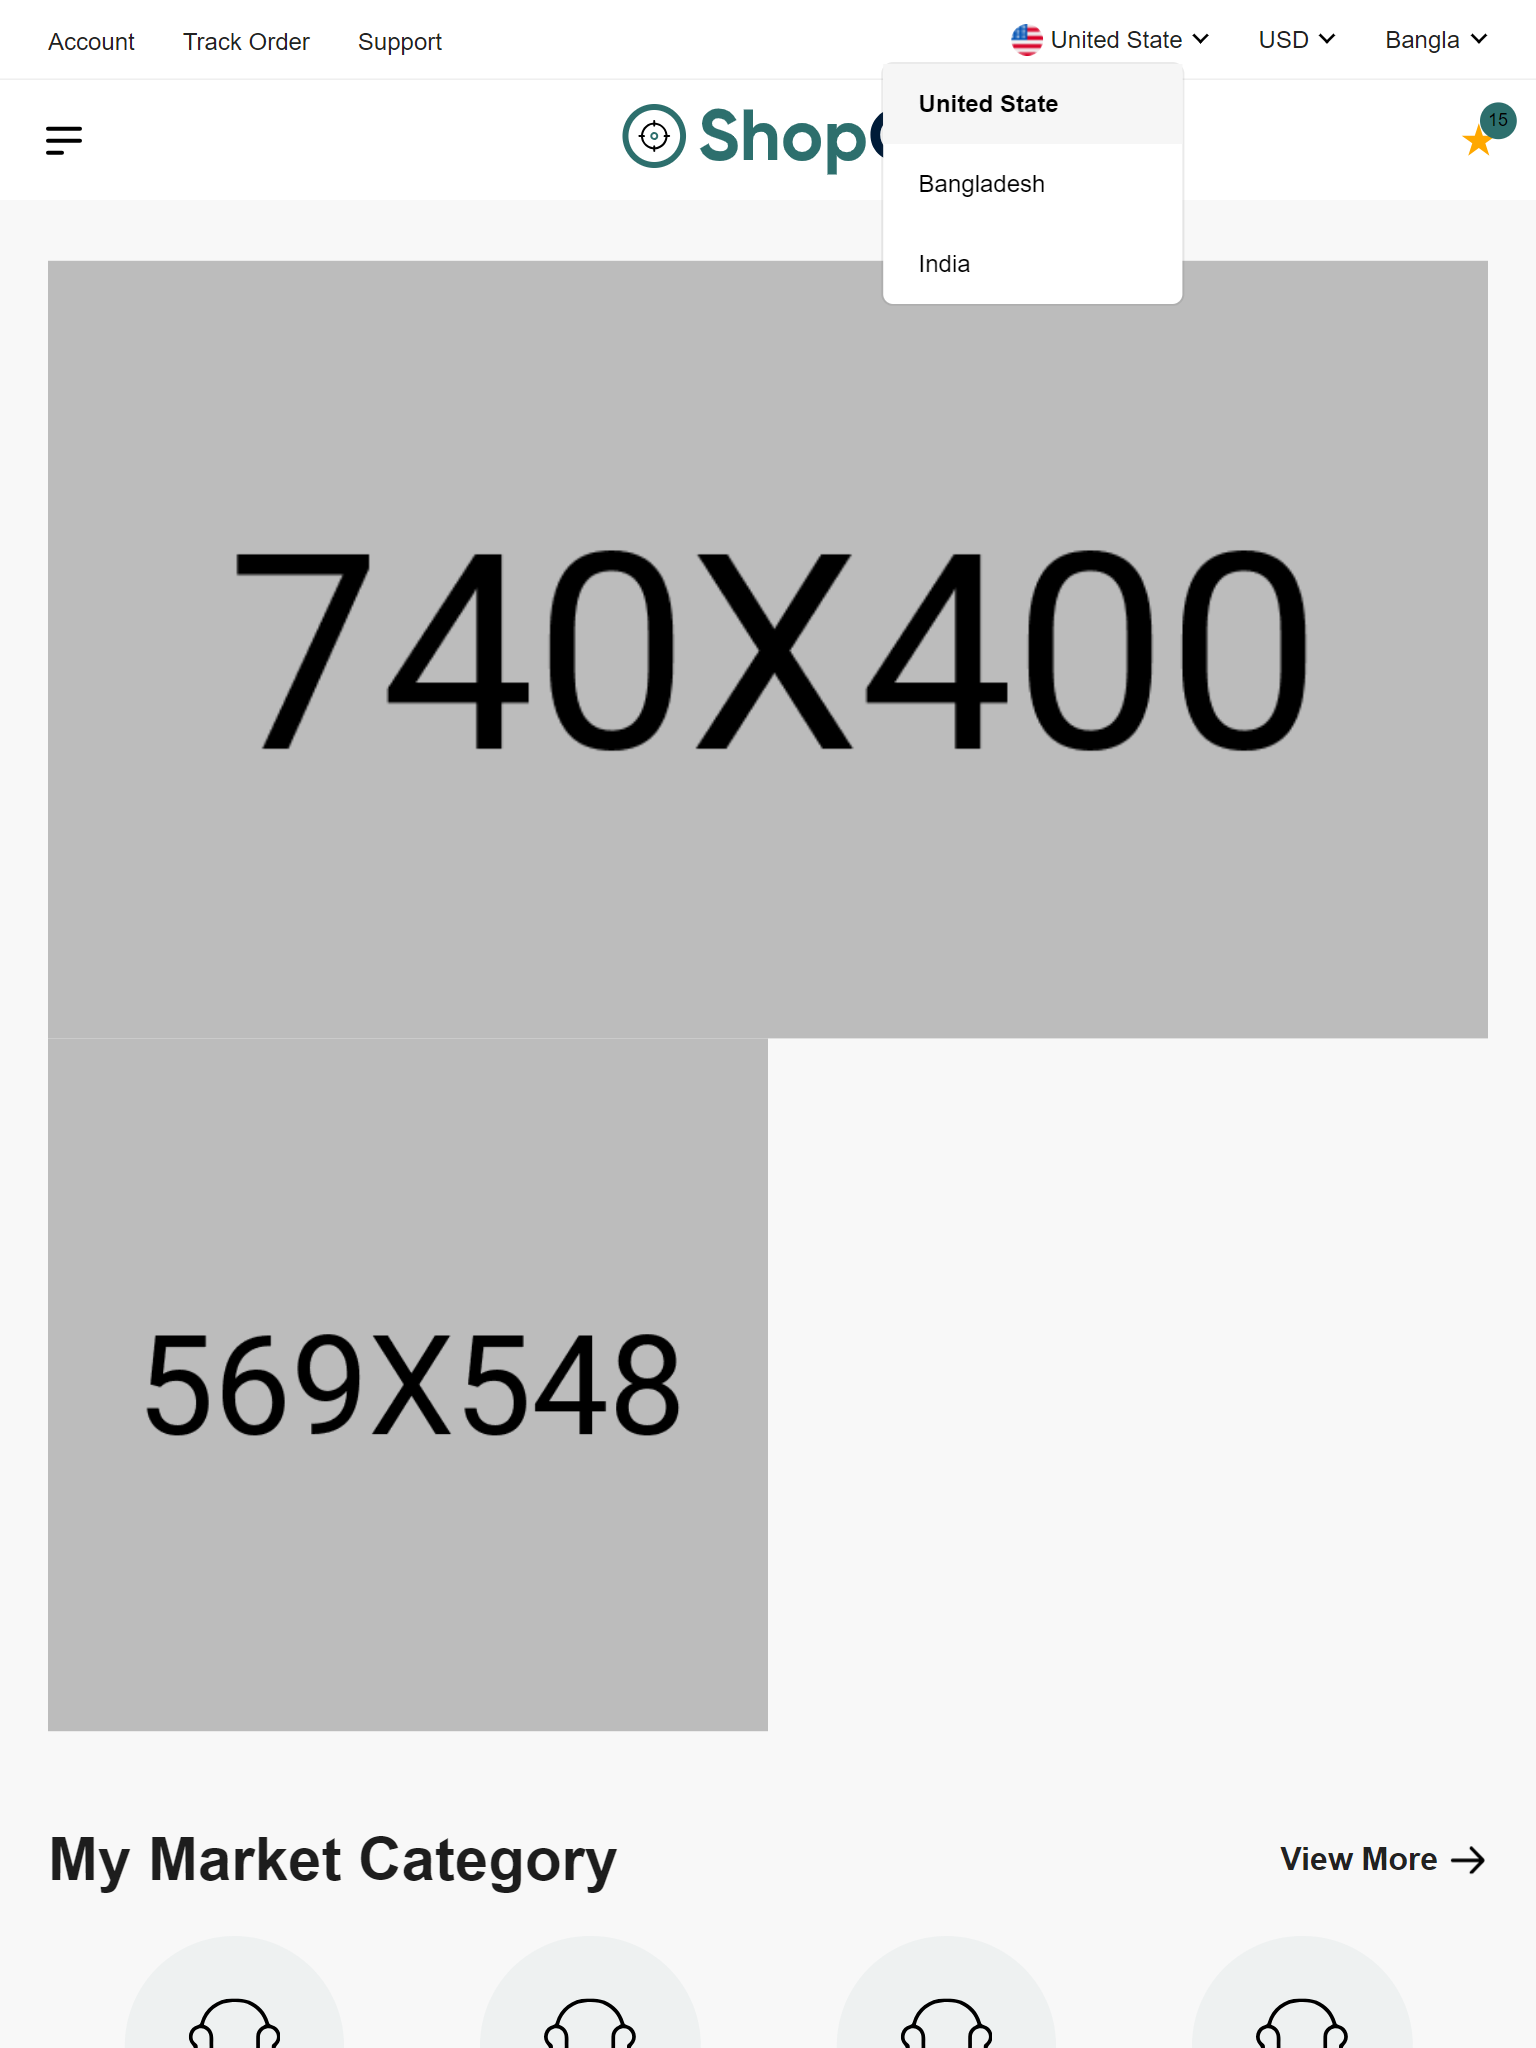 Account Track Order Support United State USD Bangla
Shop
15
United State
Bangladesh
India
740X400
569X548
My Market Category
View More